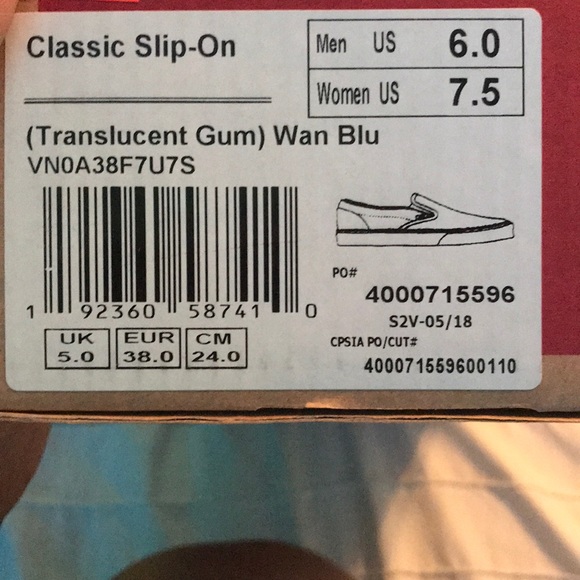 Classic Slip-On
Men US 6.0
Women US 7.5
(Translucent Gum) Wan Blu
VN0A38F7U7S
1 92360 58741 0
PO#
4000715596
S2V-05/18
CPSIA PO/CUT#
400071559600110
UK EUR CM
5.0 38.0 24.0